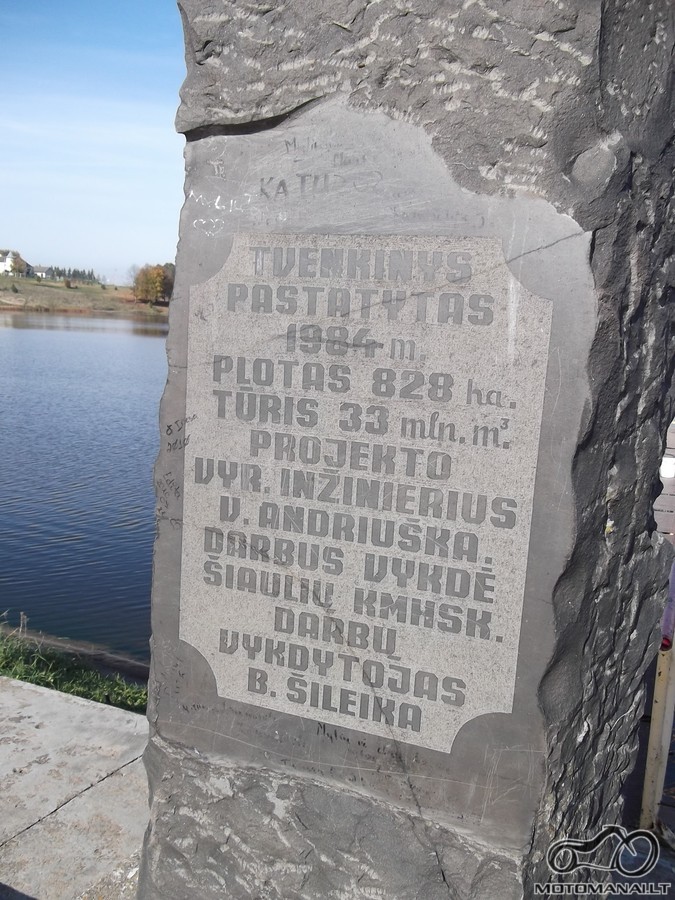 KATU
TVENKINYS
PASTATYTAS
1984 m.
PLOTAS 828 ha.
TŪRIS 33 mln. m³.
PROJEKTO
VYR. INŽINIERIUS
V. ANDRIUŠKA.
DARBUS VYKDĖ
ŠIAULIŲ KMHSK.
DARBŲ
VYKDYTOJAS
B. ŠILEIKA
MOTOMANAI.LT